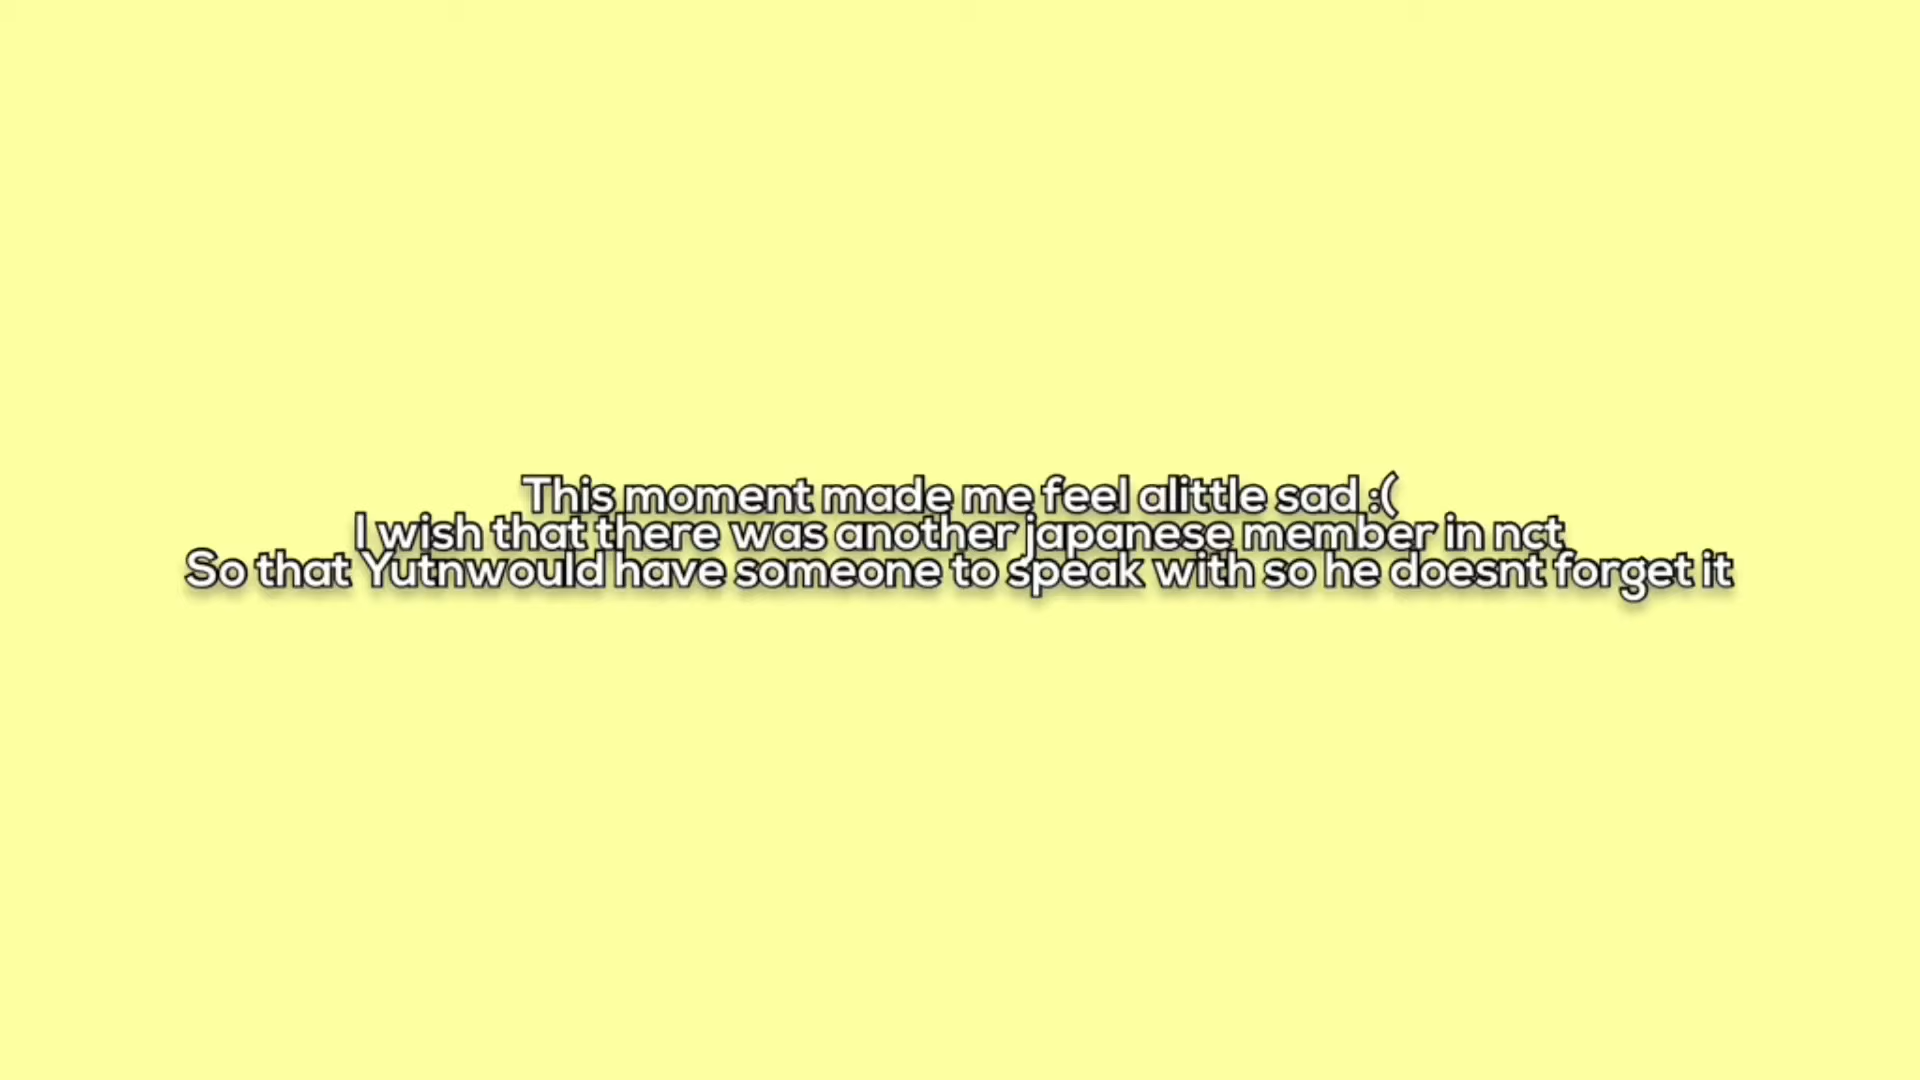 This moment made me feel alittle sad :(
I wish that there was another japanese member in nct
So that Yutnwould have someone to speak with so he doesnt forget it